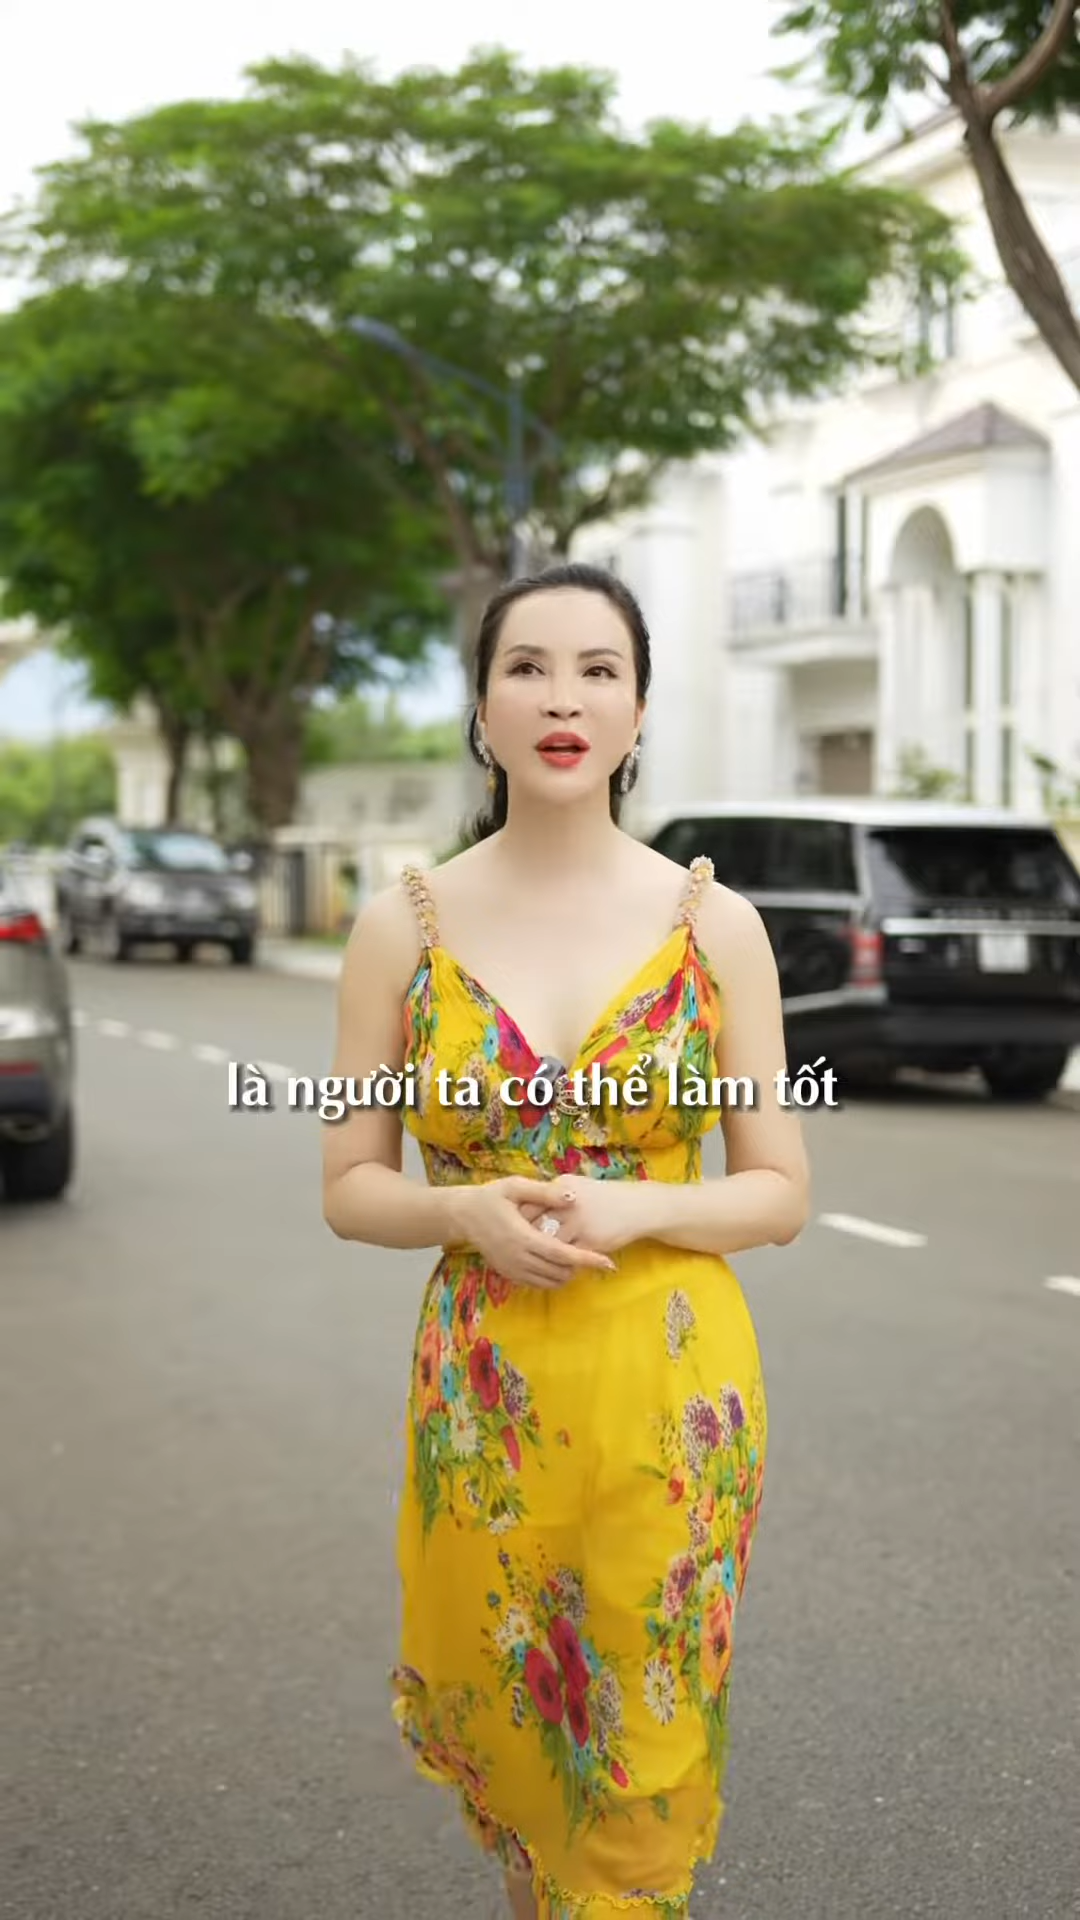 là người ta có thể làm tốt